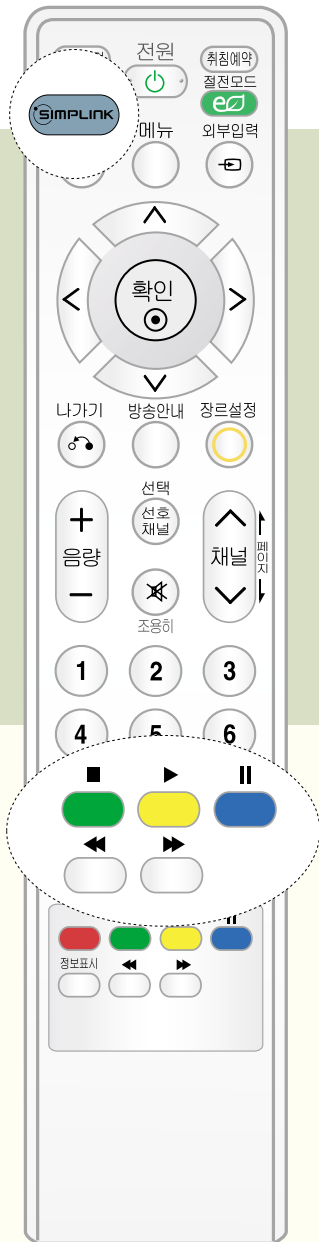 전원
취침예약
절전모드
eco
SIMPLINK
메뉴
외부입력
확인
나가기
방송안내
장르설정
선택
선호
채널
음량
채널
페이지
조용히
1 2 3
4 5 6
정보표시